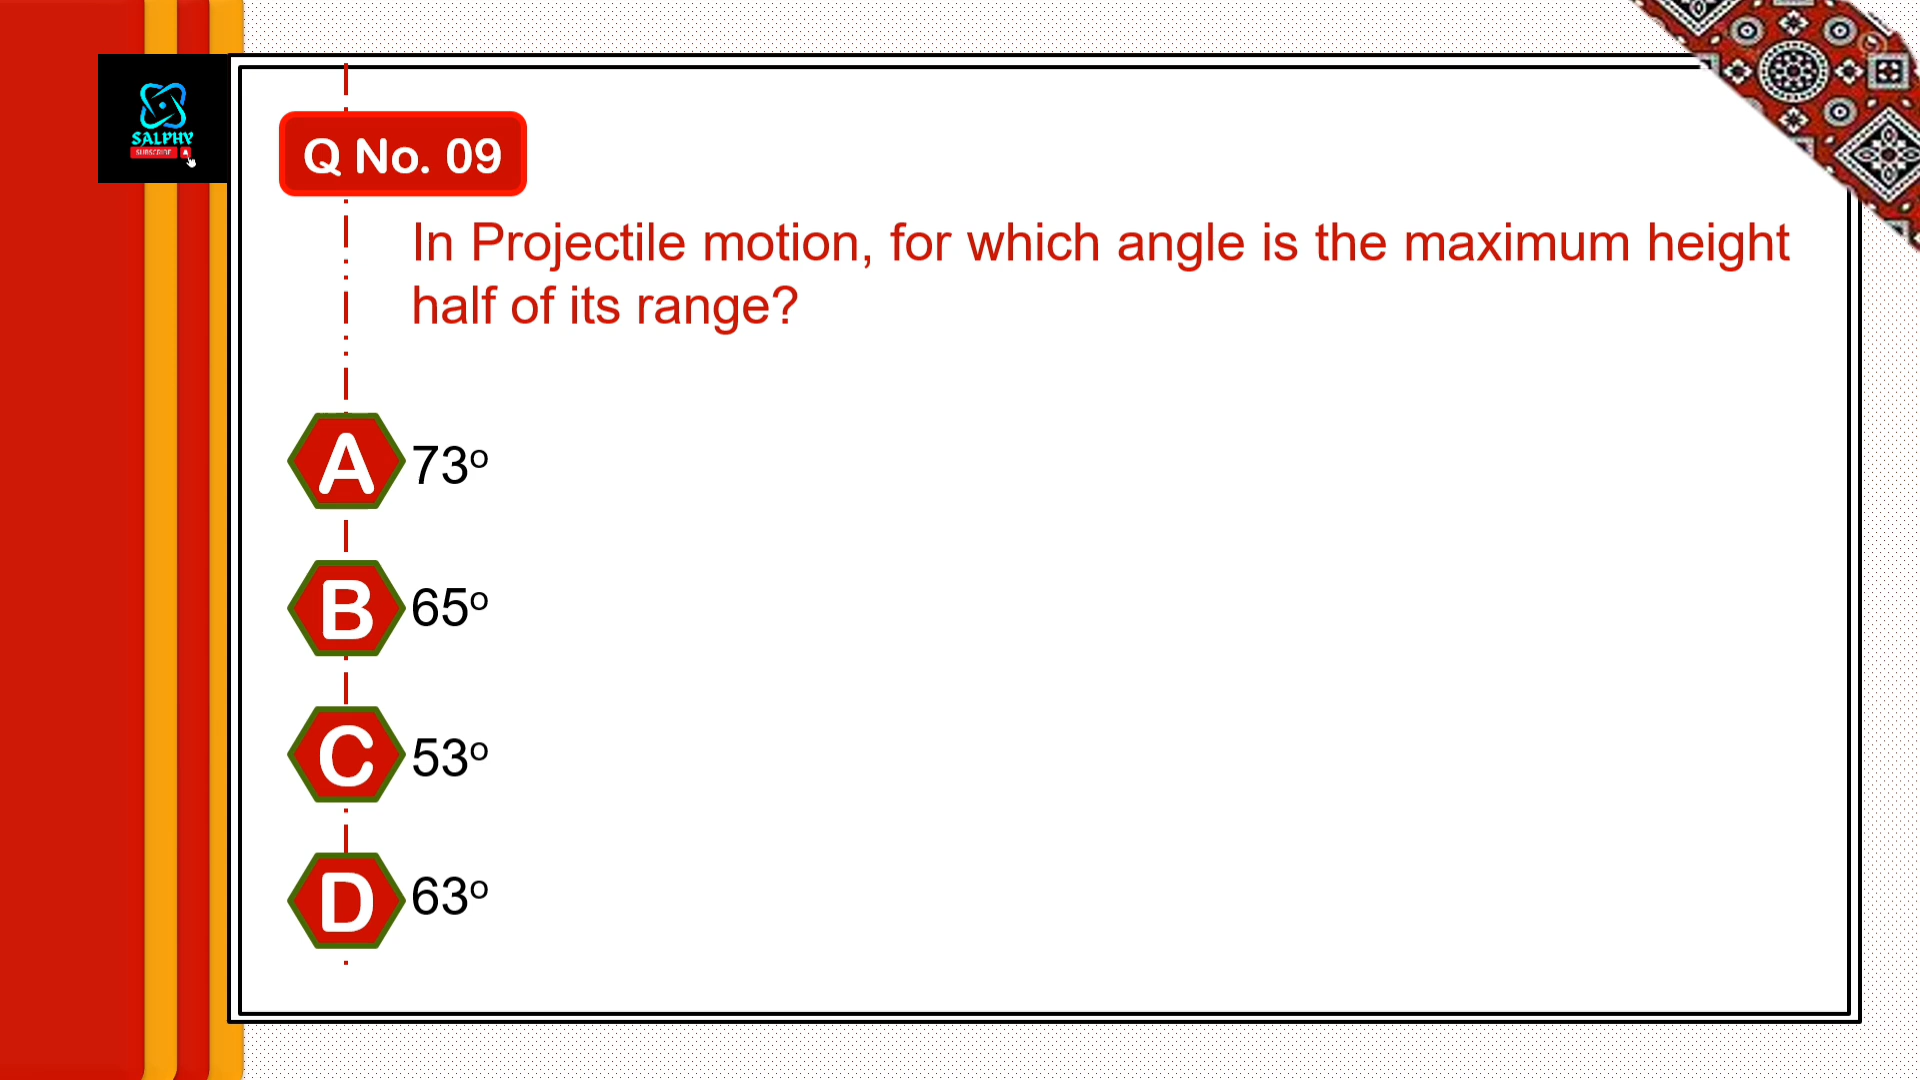 SALPHY
SUBSCRIBE
Q No. 09
In Projectile motion, for which angle is the maximum height
half of its range?
A 73º
B 65º
C 53º
D 63º